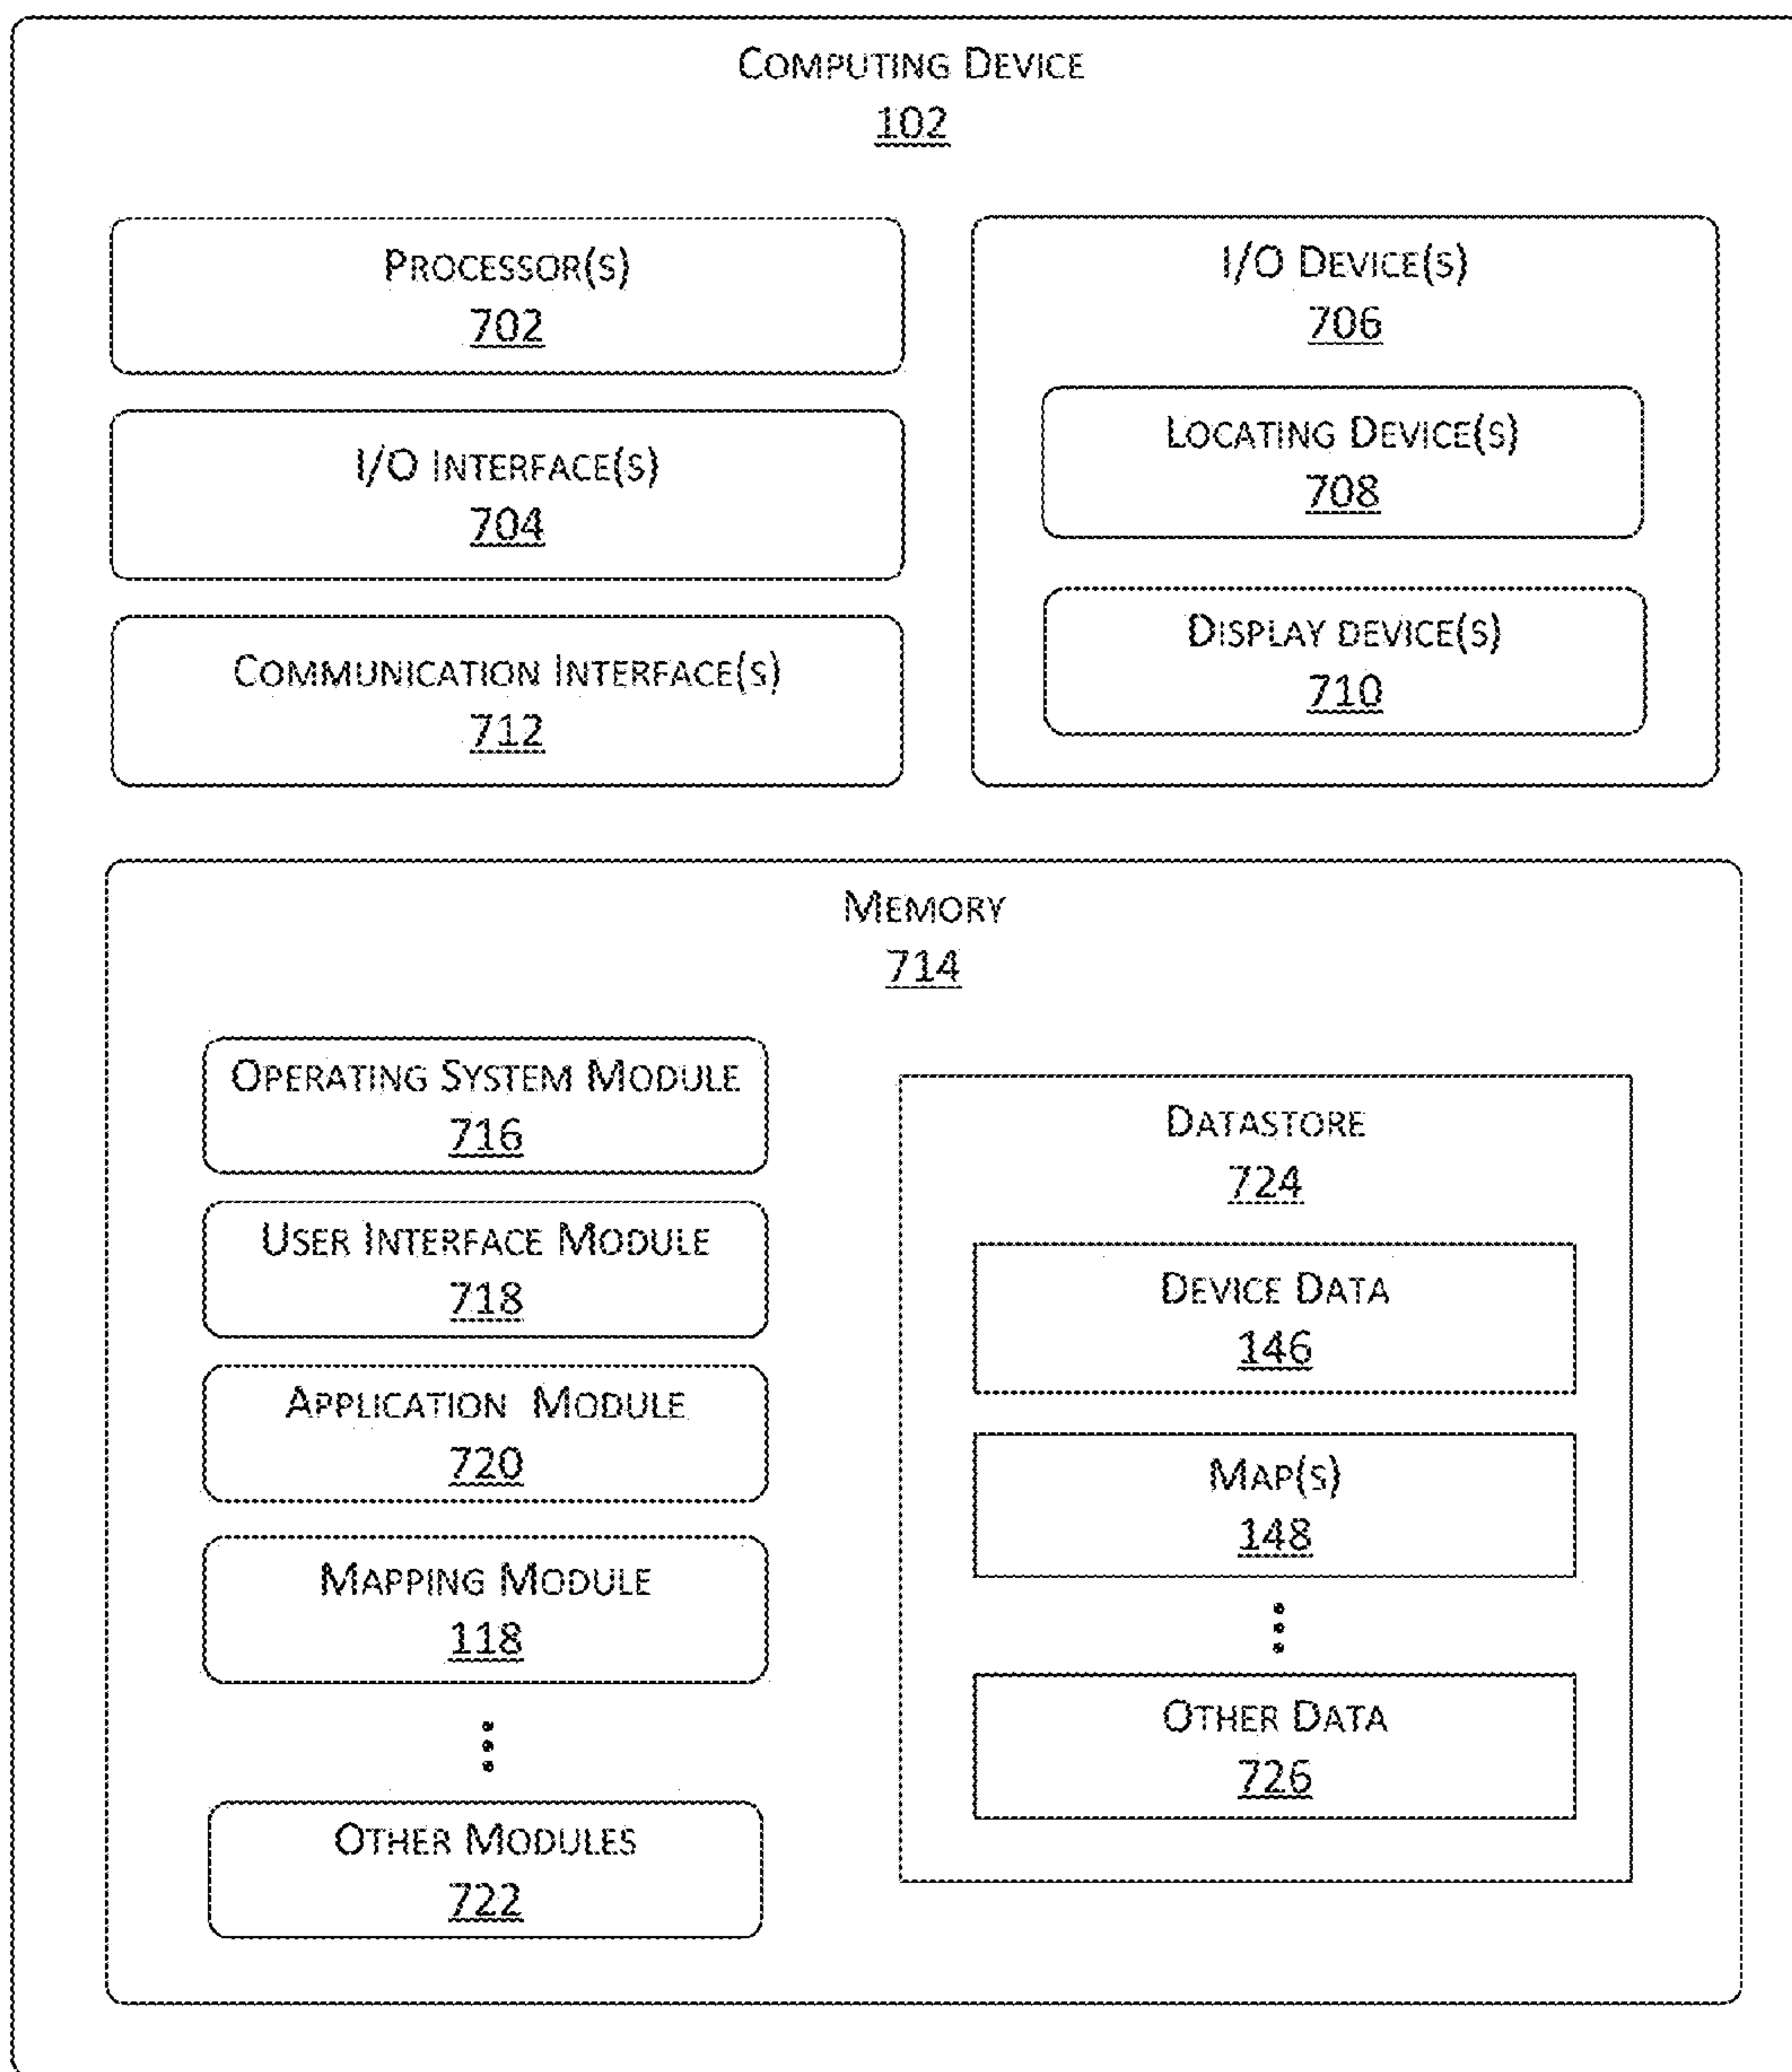 COMPUTING DEVICE
102
PROCESSOR(S)
702
I/O INTERFACE(S)
704
COMMUNICATION INTERFACE(S)
712
I/O DEVICE(S)
706
LOCATING DEVICE(S)
708
DISPLAY DEVICE(S)
710
MEMORY
714
OPERATING SYSTEM MODULE
716
USER INTERFACE MODULE
718
APPLICATION MODULE
720
MAPPING MODULE
118
OTHER MODULES
722
DATASTORE
724
DEVICE DATA
146
MAP(S)
148
OTHER DATA
726